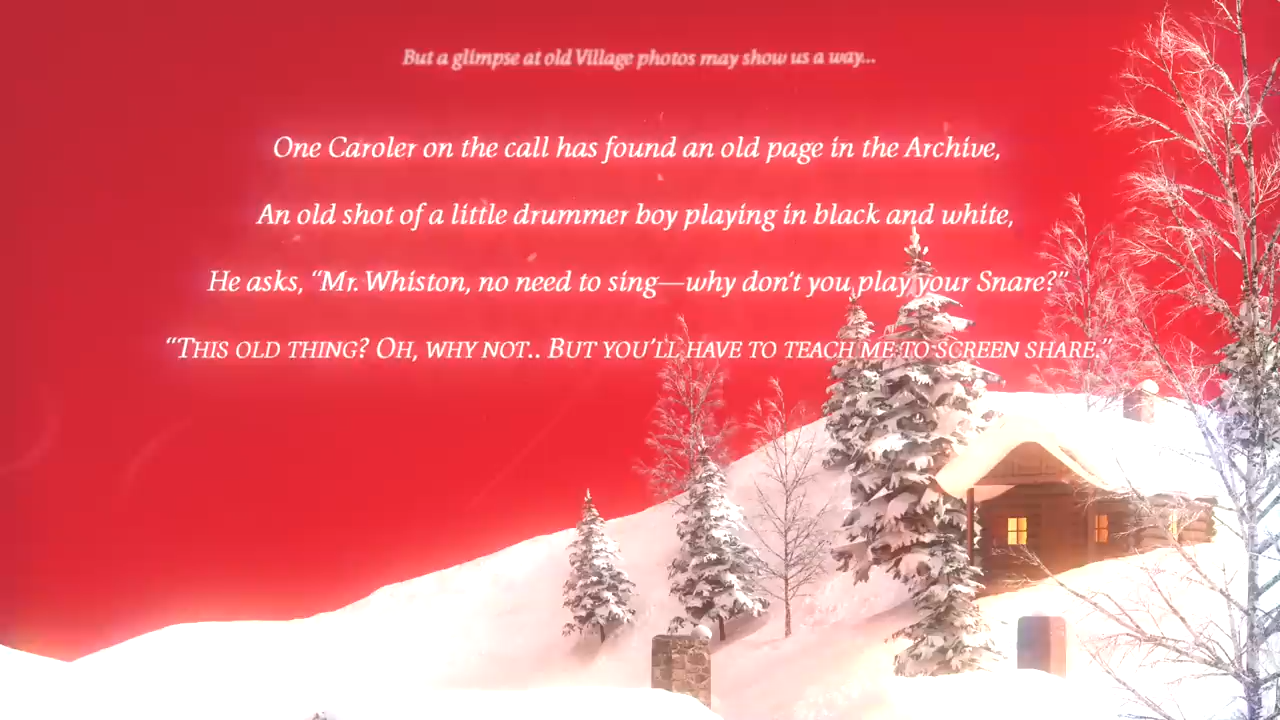 But a glimpse at old Village photos may show us a way...
One Caroler on the call has found an old page in the Archive,
An old shot of a little drummer boy playing in black and white,
He asks, “Mr. Whiston, no need to sing—why don't you play your Snare?”
“This old thing? Oh, why not.. But you'll have to teach me to screen share.”